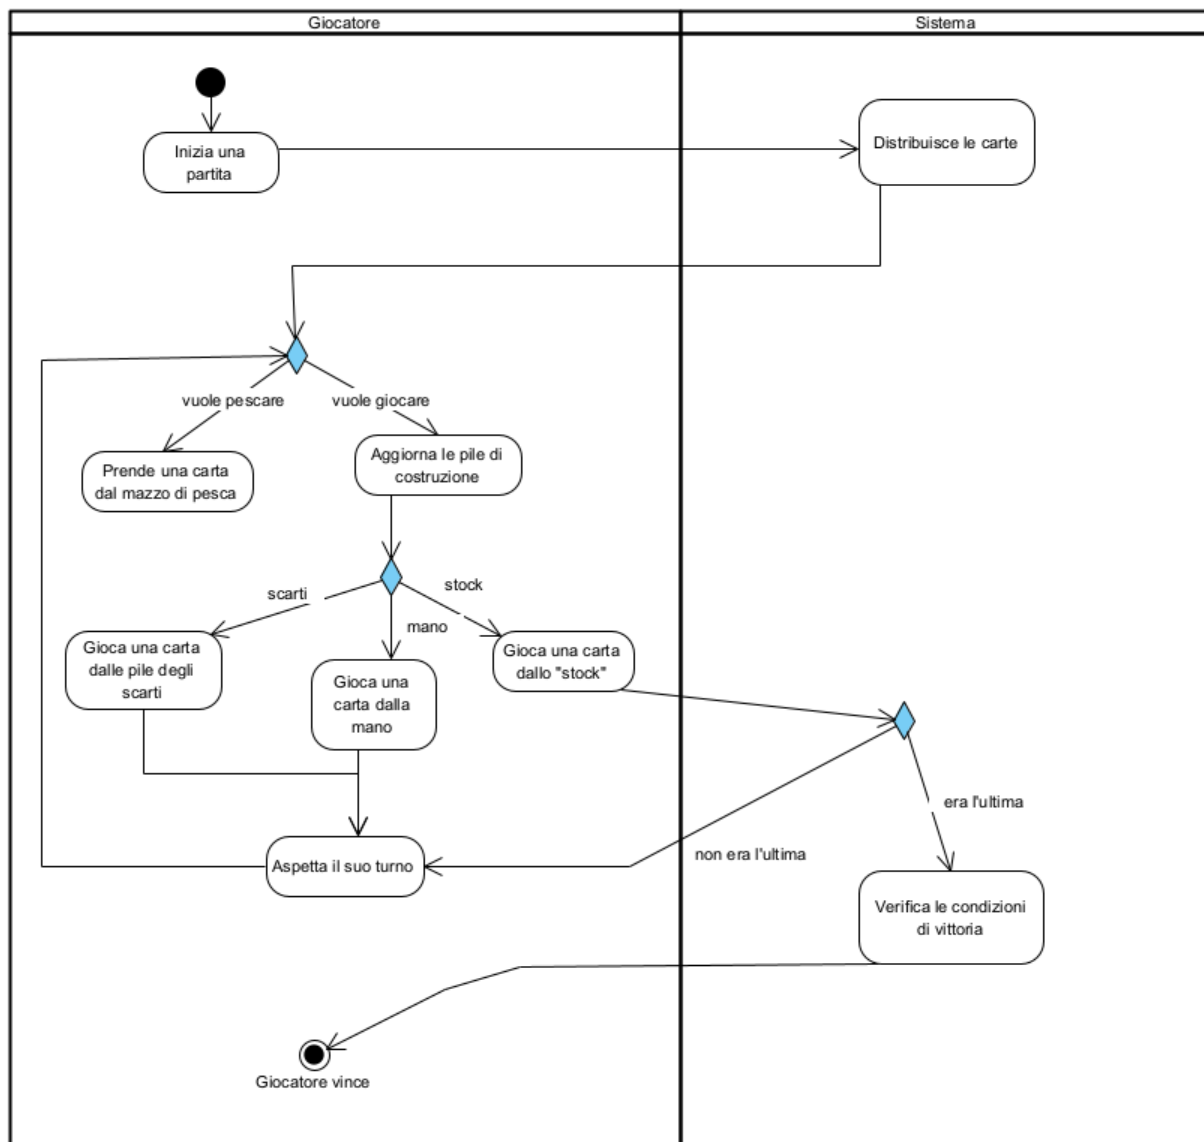 Giocatore
Sistema
Inizia una
partita
Distribuisce le carte
vuole pescare
vuole giocare
Prende una carta
dal mazzo di pesca
Aggiorna le pile di
costruzione
scarti
stock
mano
Gioca una carta
dalle pile degli
scarti
Gioca una
carta dalla
mano
Gioca una carta
dallo "stock"
era l'ultima
non era l'ultima
Aspetta il suo turno
Verifica le condizioni
di vittoria
Giocatore vince